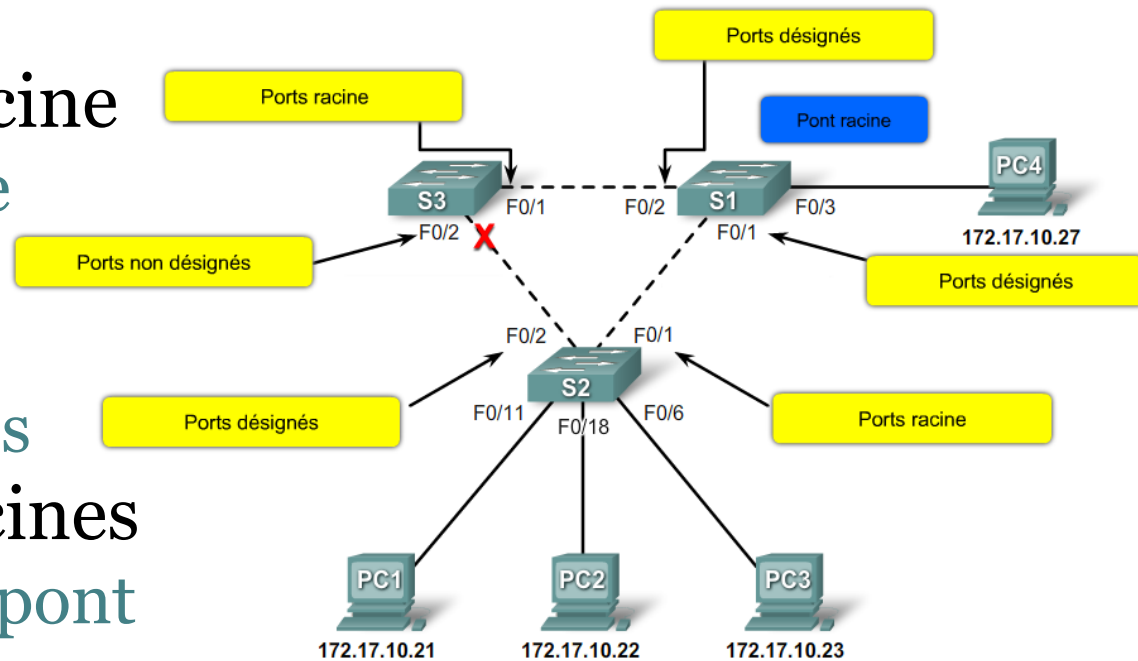 Ports désignés
cine
Ports racine
Pont racine
PC4
e
S3
F0/1
F0/2
S1
F0/3
F0/2
X
F0/1
172.17.10.27
Ports non désignés
Ports désignés
F0/2
F0/1
S2
Ports désignés
F0/11
F0/18
F0/6
Ports racine
s
cines
PC1
PC2
PC3
pont
172.17.10.21
172.17.10.22
172.17.10.23